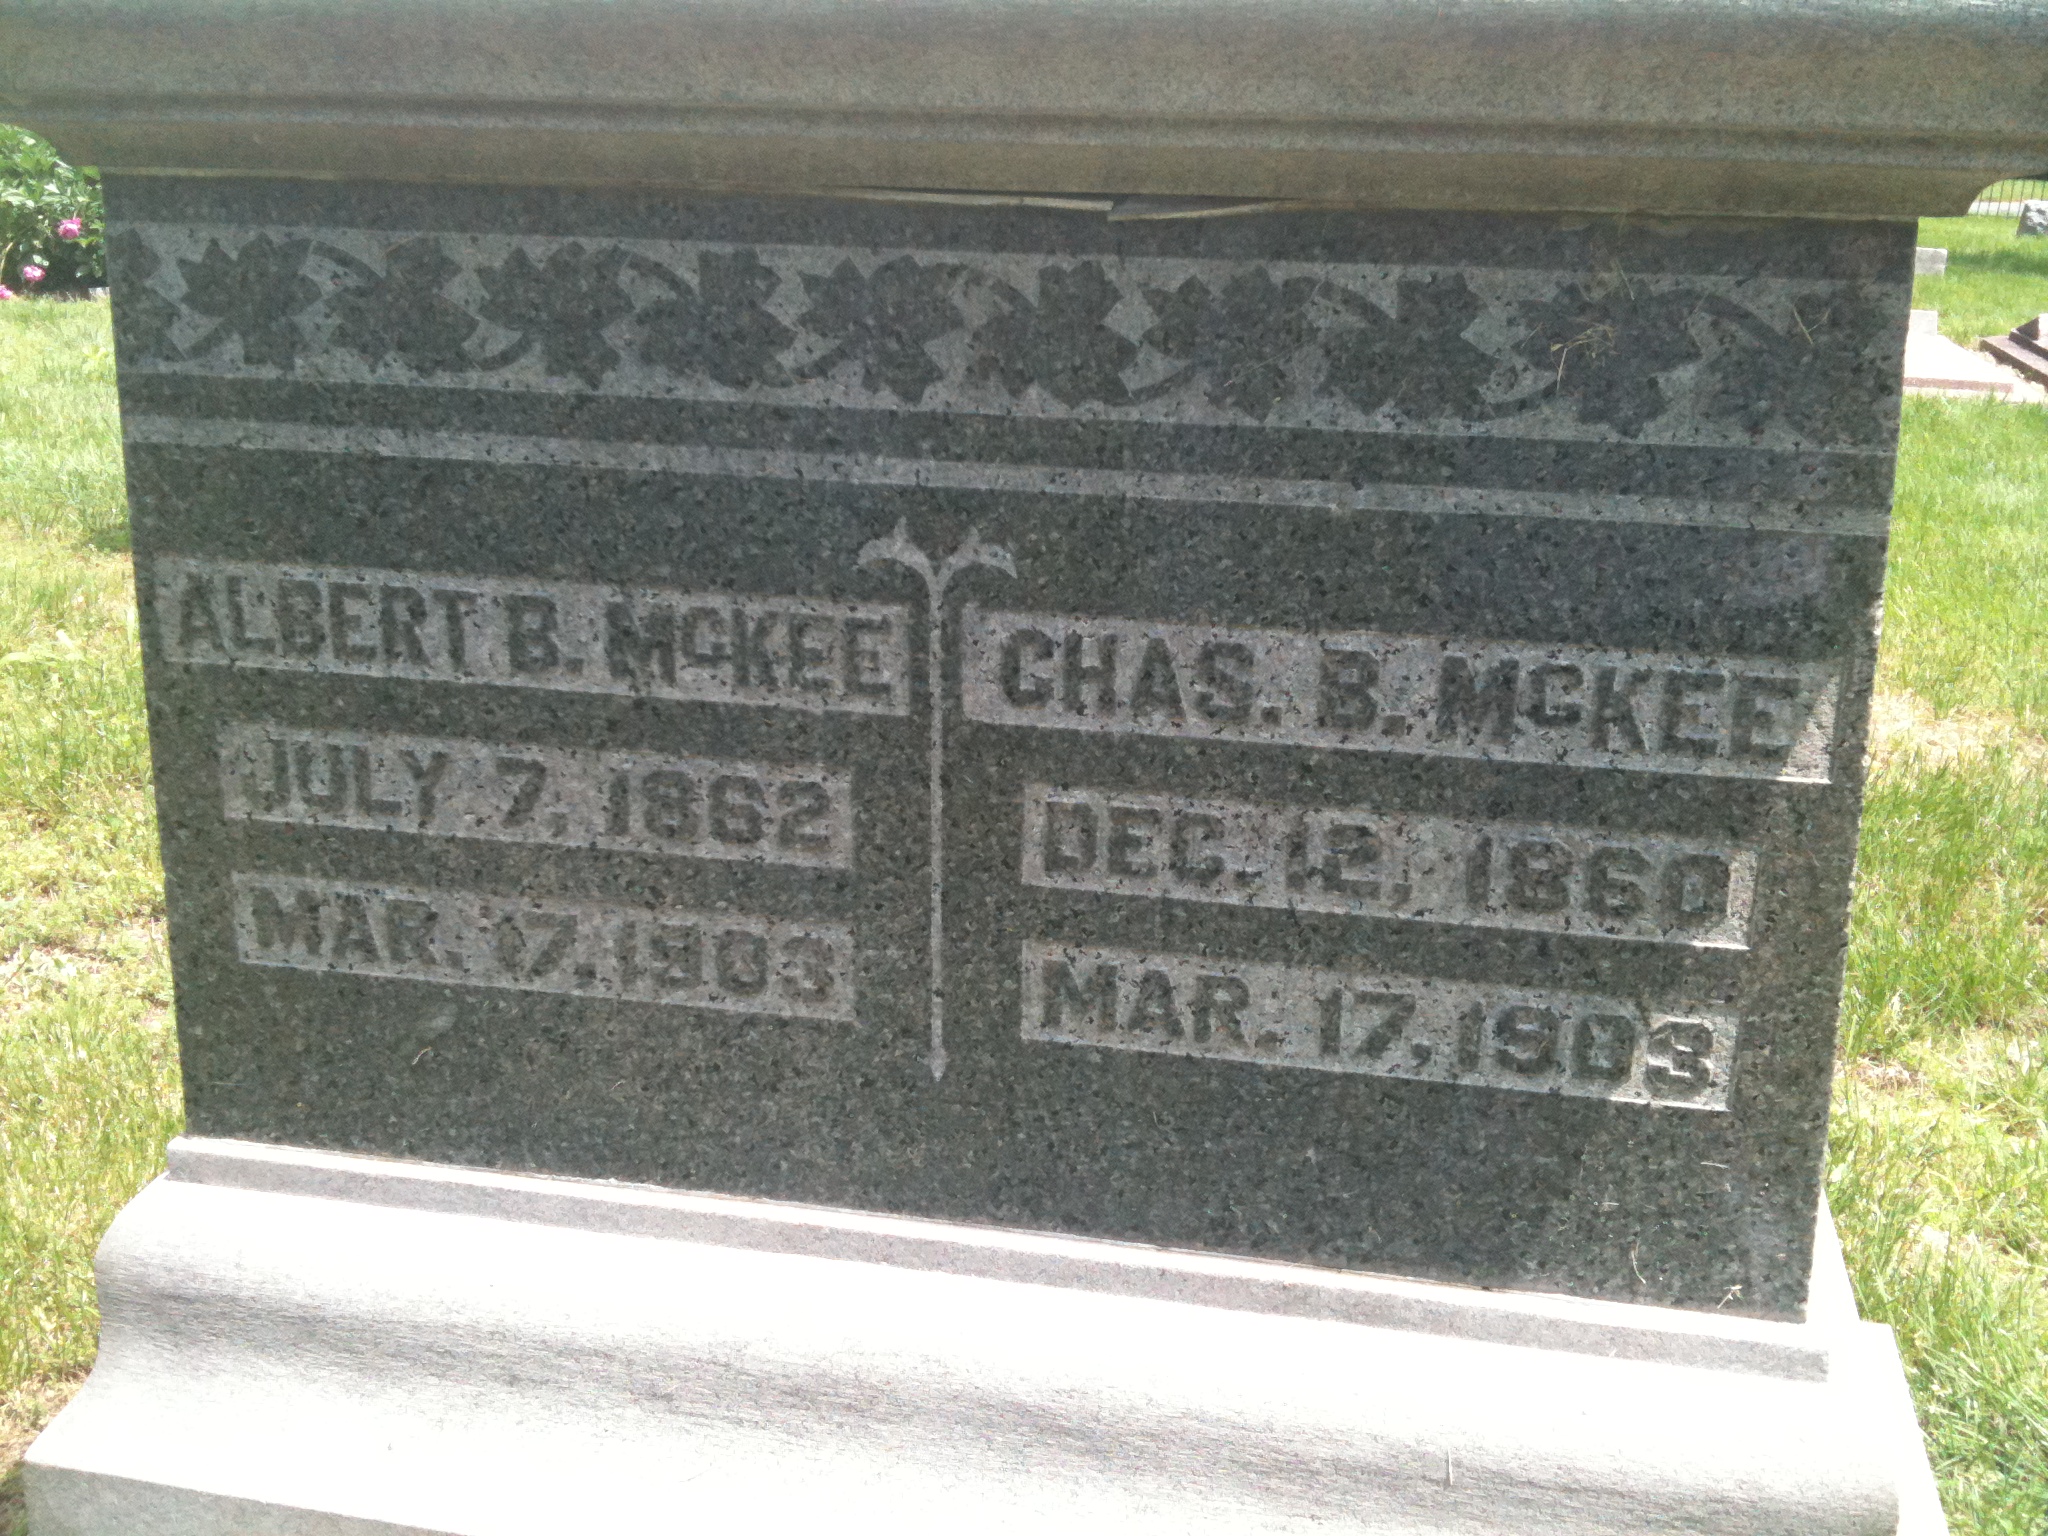 ALBERT B. McKEE
JULY 7, 1862
MAR. 17, 1903
CHAS. B. McKEE
DEC. 12, 1860
MAR. 17, 1903